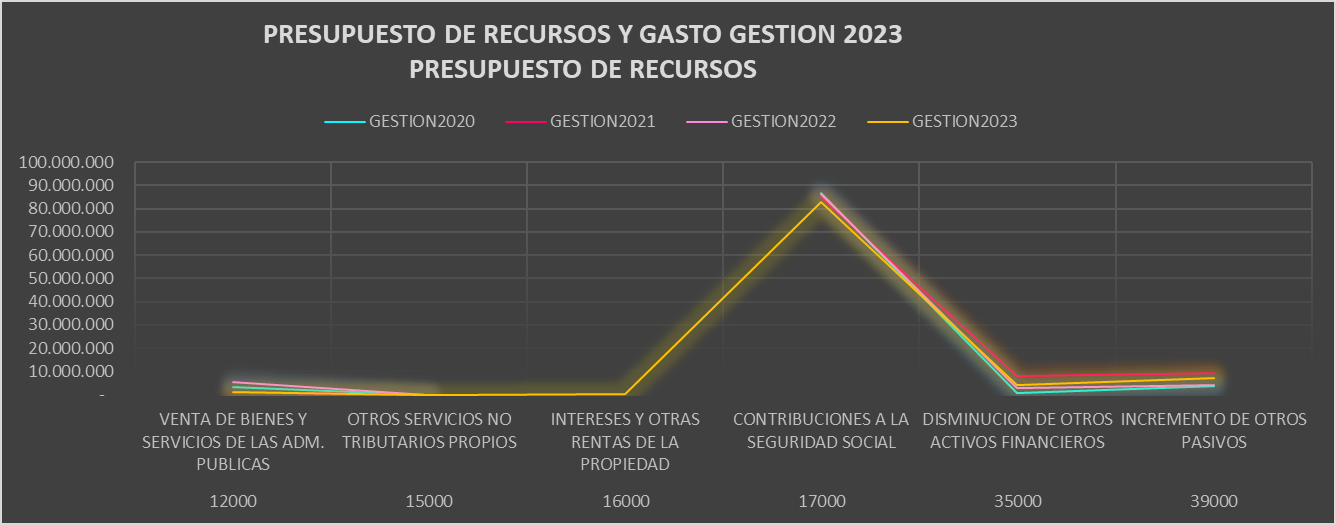 PRESUPUESTO DE RECURSOS Y GASTO GESTION 2023
PRESUPUESTO DE RECURSOS
GESTION2020 GESTION2021 GESTION2022 GESTION2023
100.000.000
90.000.000
80.000.000
70.000.000
60.000.000
50.000.000
40.000.000
30.000.000
20.000.000
10.000.000
-
VENTA DE BIENES Y
SERVICIOS DE LAS ADM.
PUBLICAS
OTROS SERVICIOS NO
TRIBUTARIOS PROPIOS
INTERESES Y OTRAS
RENTAS DE LA
PROPIEDAD
CONTRIBUCIONES A LA
SEGURIDAD SOCIAL
DISMINUCION DE OTROS
ACTIVOS FINANCIEROS
INCREMENTO DE OTROS
PASIVOS
12000 15000 16000 17000 35000 39000